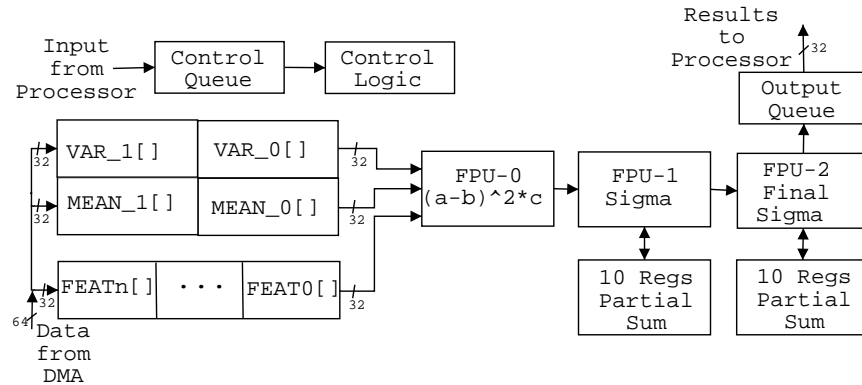 Input
from
Processor
Control
Queue
Control
Logic
Results
to
Processor
32
Output
Queue
32
VAR_1[]
VAR_0[]
32
32
MEAN_1[]
MEAN_0[]
32
32
FEATn[]
···
FEAT0[]
32
64
Data
from
DMA
FPU-0
(a-b)^2*c
FPU-1
Sigma
FPU-2
Final
Sigma
10 Regs
Partial
Sum
10 Regs
Partial
Sum